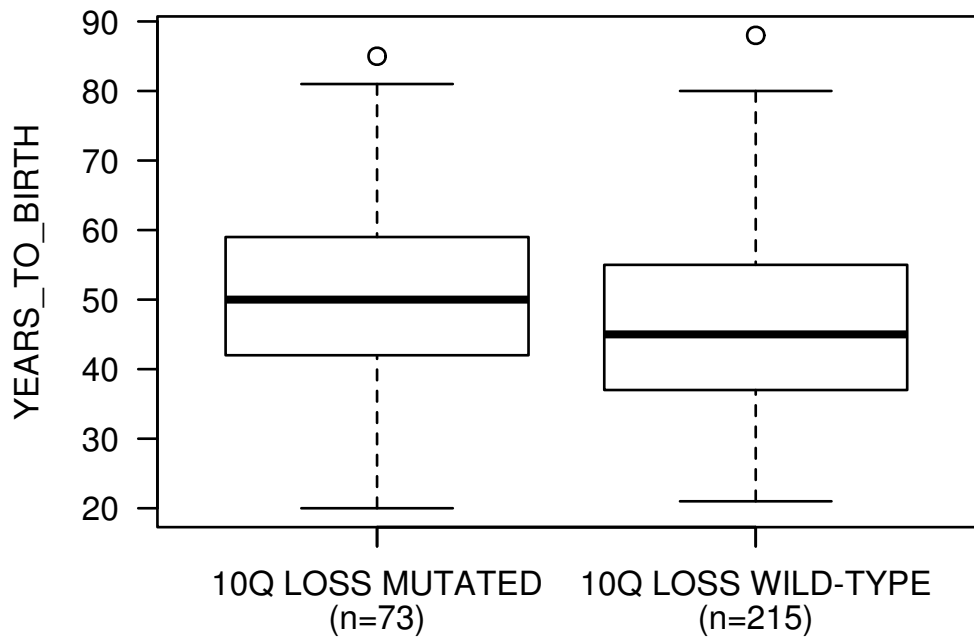 90
80
70
60
50
40
30
20
YEARS_TO_BIRTH
10Q LOSS MUTATED
(n=73)
10Q LOSS WILD-TYPE
(n=215)